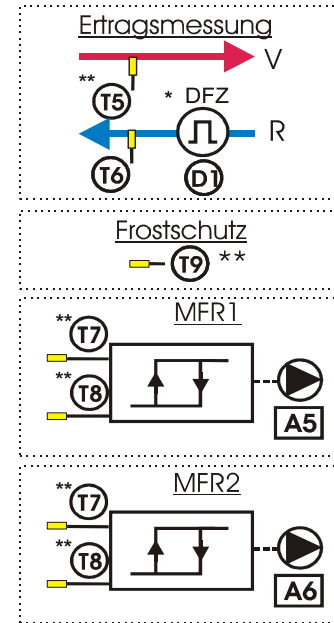 Ertragsmessung
V
**
T5
* DFZ
R
T6
D1
Frostschutz
T9 **
MFR1
** T7
** T8
A5
MFR2
** T7
** T8
A6